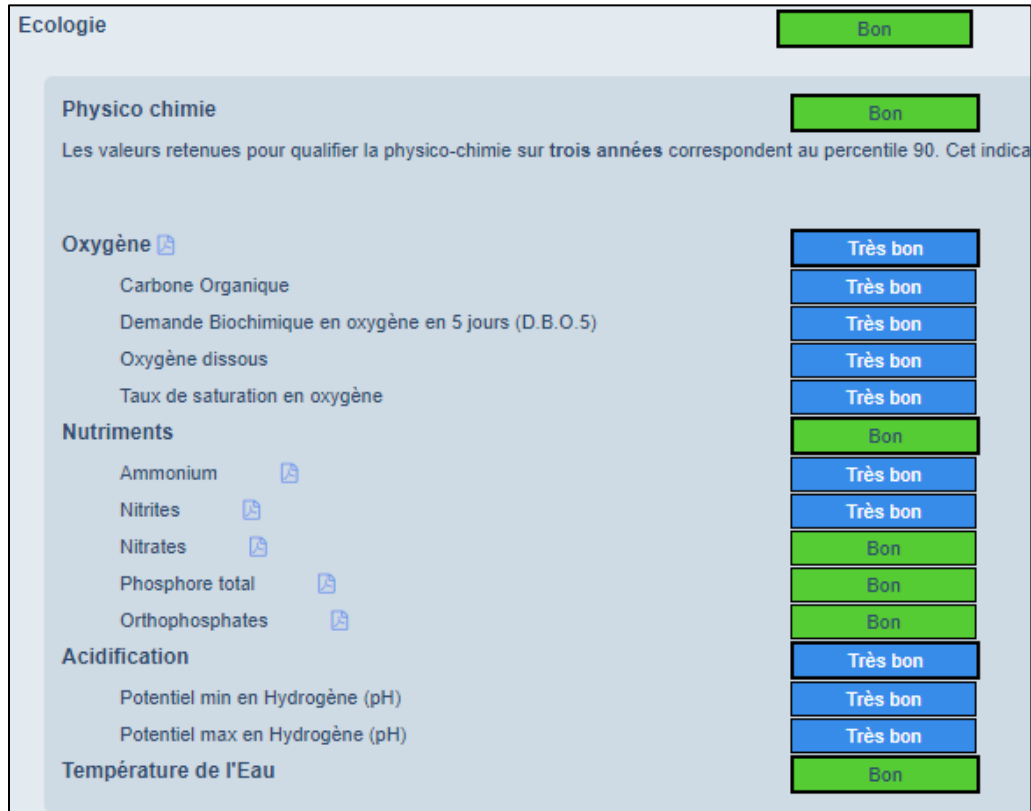 Ecologie Bon
Physico chimie Bon
Les valeurs retenues pour qualifier la physico-chimie sur trois années correspondent au percentile 90. Cet indica
Oxygène Très bon
Carbone Organique Très bon
Demande Biochimique en oxygène en 5 jours (D.B.O.5) Très bon
Oxygène dissous Très bon
Taux de saturation en oxygène Très bon
Nutriments Bon
Ammonium Très bon
Nitrites Très bon
Nitrates Bon
Phosphore total Bon
Orthophosphates Bon
Acidification Très bon
Potentiel min en Hydrogène (pH) Très bon
Potentiel max en Hydrogène (pH) Très bon
Température de l'Eau Bon